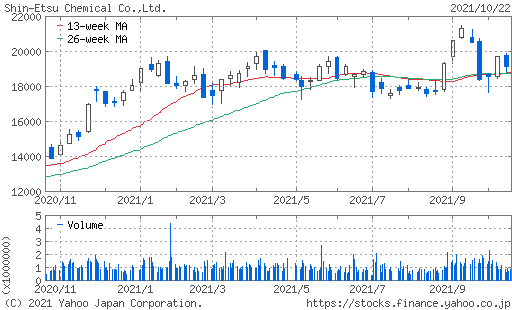 Shin-Etsu Chemical Co.,Ltd. 2021/10/22
22000
13-week MA
26-week MA
20000
18000
16000
14000
12000
2020/11 2021/1 2021/3 2021/5 2021/7 2021/9
5
Volume
4
3
2
1
0
(x10000000)
2020/11 2021/1 2021/3 2021/5 2021/7 2021/9
(C) 2021 Yahoo Japan Corporation. https://stocks.finance.yahoo.co.jp